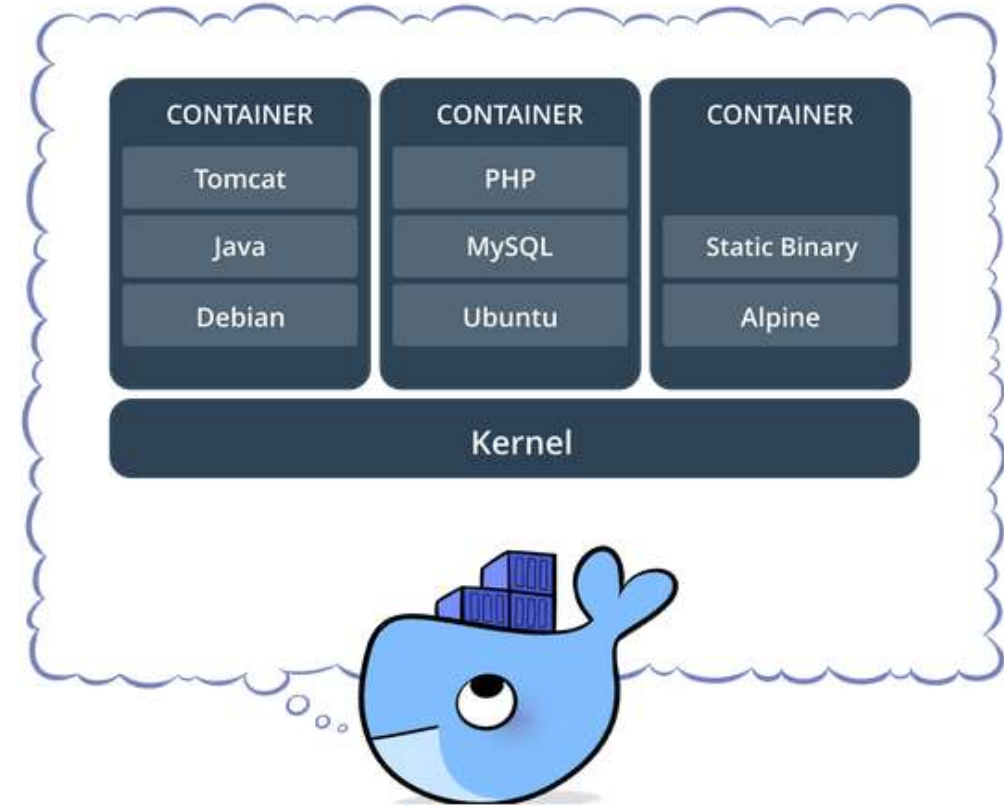 CONTAINER
Tomcat
Java
Debian
CONTAINER
PHP
MySQL
Ubuntu
CONTAINER
Static Binary
Alpine
Kernel